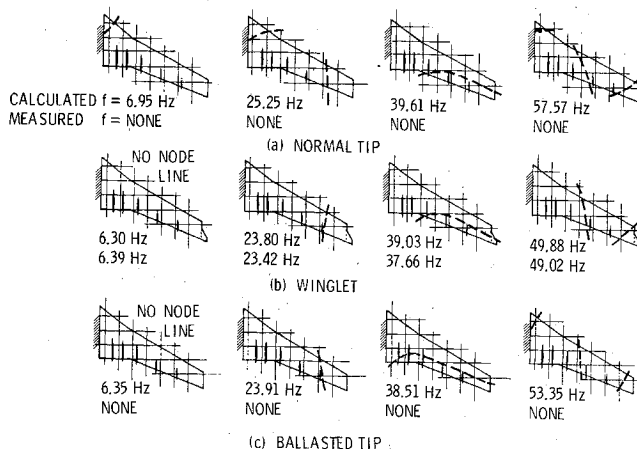 CALCULATED f = 6.95 Hz 25.25 Hz 39.61 Hz 57.57 Hz
MEASURED f = NONE NONE NONE NONE
(a) NORMAL TIP
NO NODE
LINE
6.30 Hz 23.80 Hz 39.03 Hz 49.88 Hz
6.39 Hz 23.42 Hz 37.66 Hz 49.02 Hz
(b) WINGLET
NO NODE
LINE
6.35 Hz 23.91 Hz 38.51 Hz 53.35 Hz
NONE NONE NONE NONE
(c) BALLASTED TIP